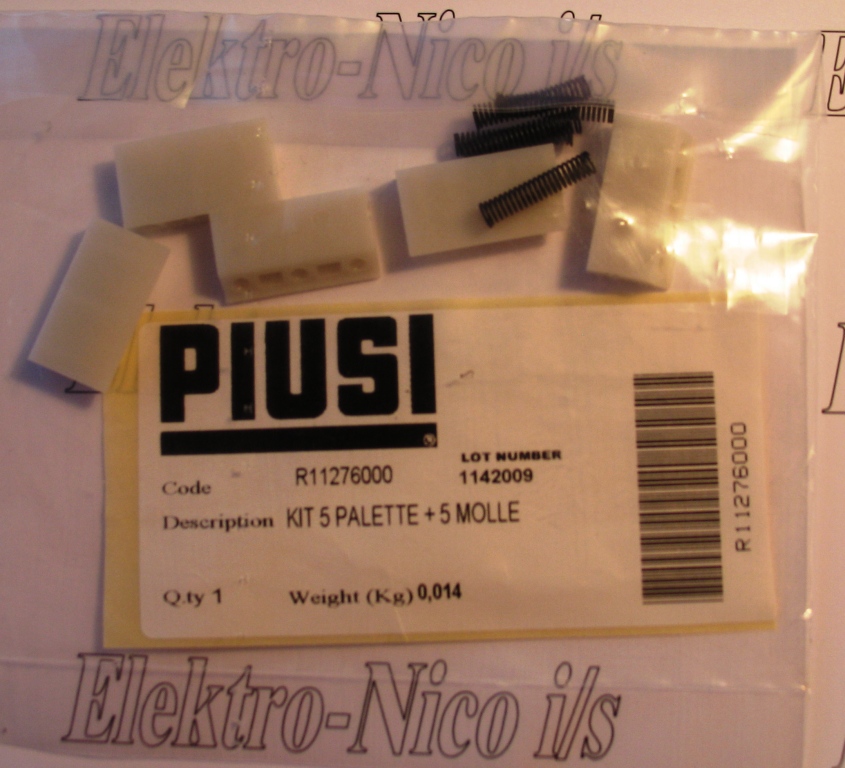 Elektro-Nico i/s
PIUSI
LOT NUMBER
Code R11276000 1142009
Description KIT 5 PALETTE + 5 MOLLE
Q.ty 1 Weight (Kg) 0,014
R11276000
Elektro-Nico i/s